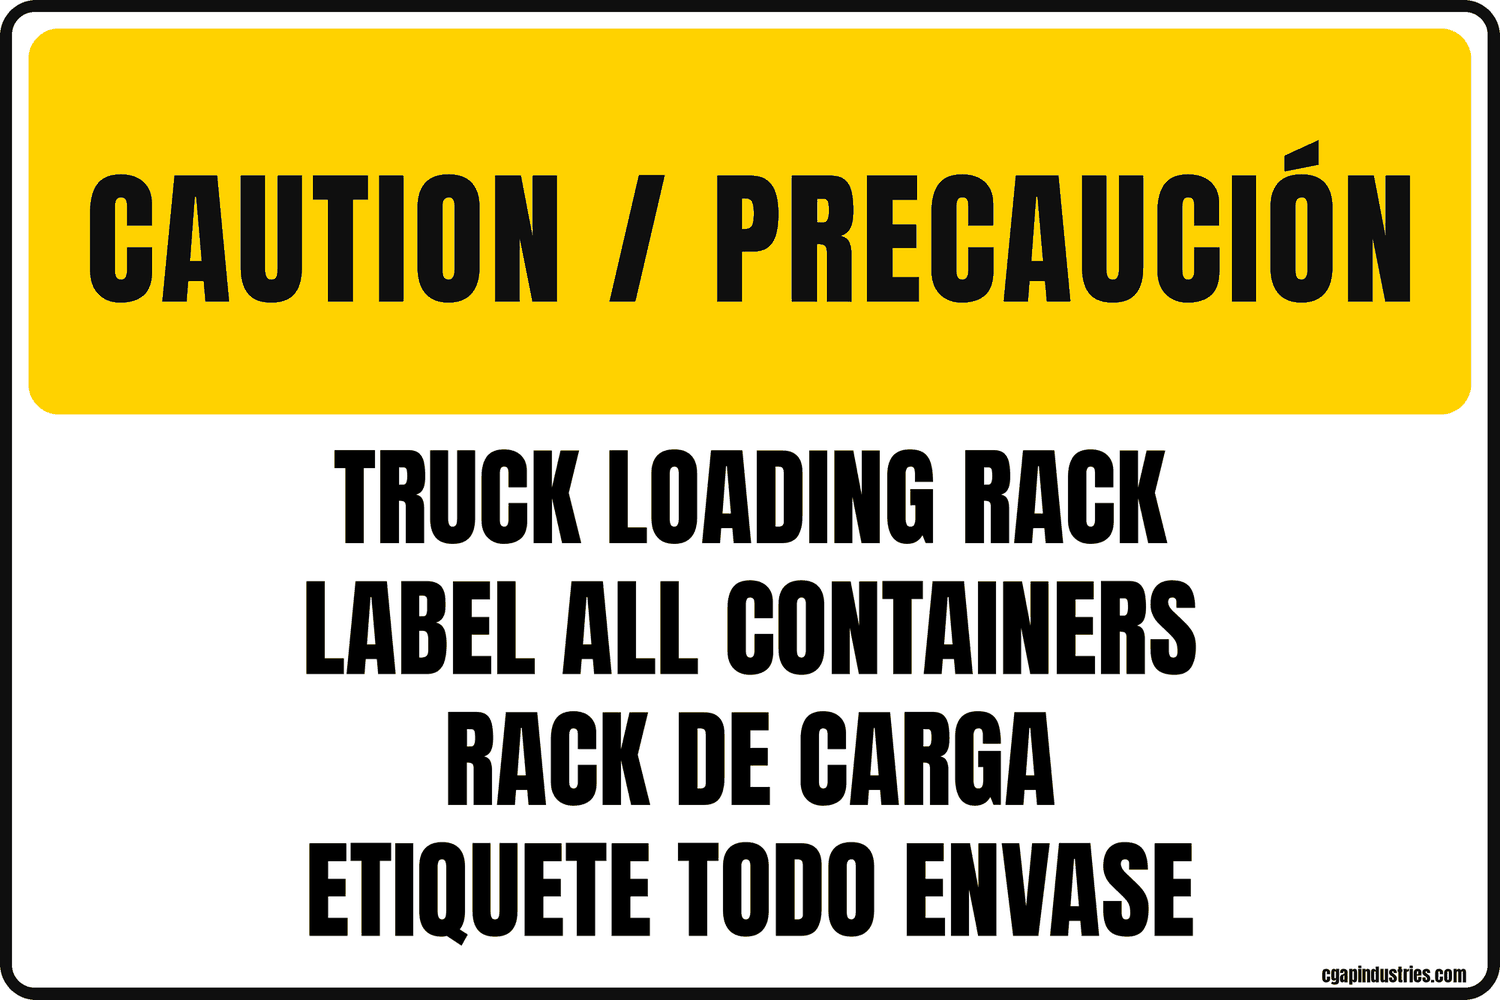 CAUTION / PRECAUCIÓN
TRUCK LOADING RACK
LABEL ALL CONTAINERS
RACK DE CARGA
ETIQUETE TODO ENVASE
cgapindustries.com